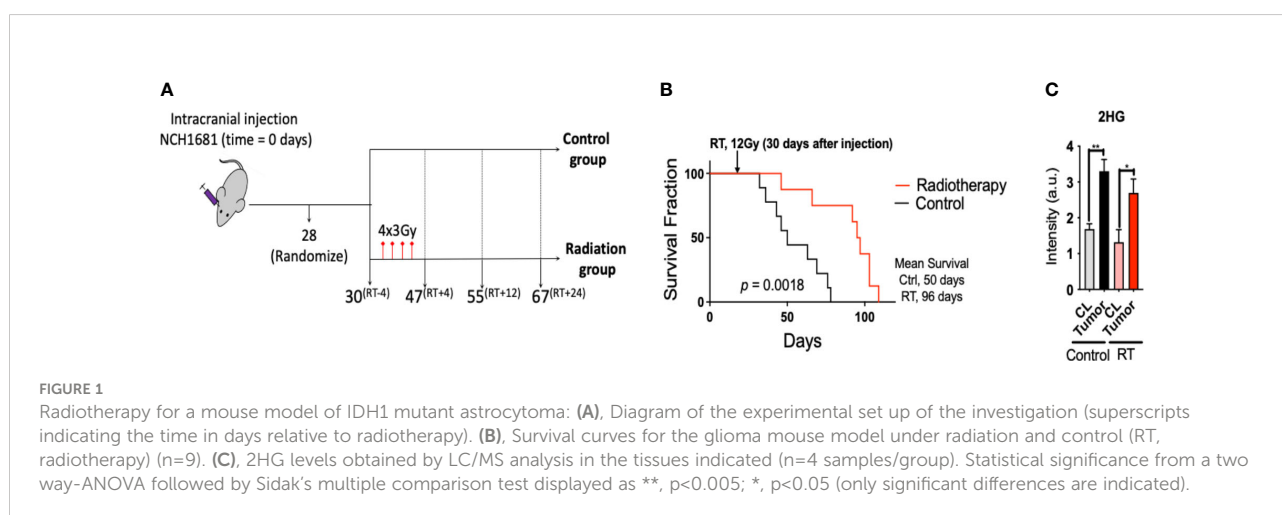 A
Intracranial injection
NCH1681 (time = 0 days)
Control
group
28
(Randomize)
4x3Gy
Radiation
group
30(RT-4)
47(RT+4)
55(RT+12)
67(RT+24)
B
RT, 12Gy (30 days after injection)
Survival Fraction
100
50
0
Radiotherapy
Control
p = 0.0018
Mean Survival
Ctrl, 50 days
RT, 96 days
0
50
100
Days
C
2HG
Intensity (a.u.)
4
3
2
1
0
**
*
CL
Tumor
CL
Tumor
Control
RT
FIGURE 1
Radiotherapy for a mouse model of IDH1 mutant astrocytoma: (A), Diagram of the experimental set up of the investigation (superscripts
indicating the time in days relative to radiotherapy). (B), Survival curves for the glioma mouse model under radiation and control (RT,
radiotherapy) (n=9). (C), 2HG levels obtained by LC/MS analysis in the tissues indicated (n=4 samples/group). Statistical significance from a two
way-ANOVA followed by Sidak's multiple comparison test displayed as **, p<0.005; *, p<0.05 (only significant differences are indicated).